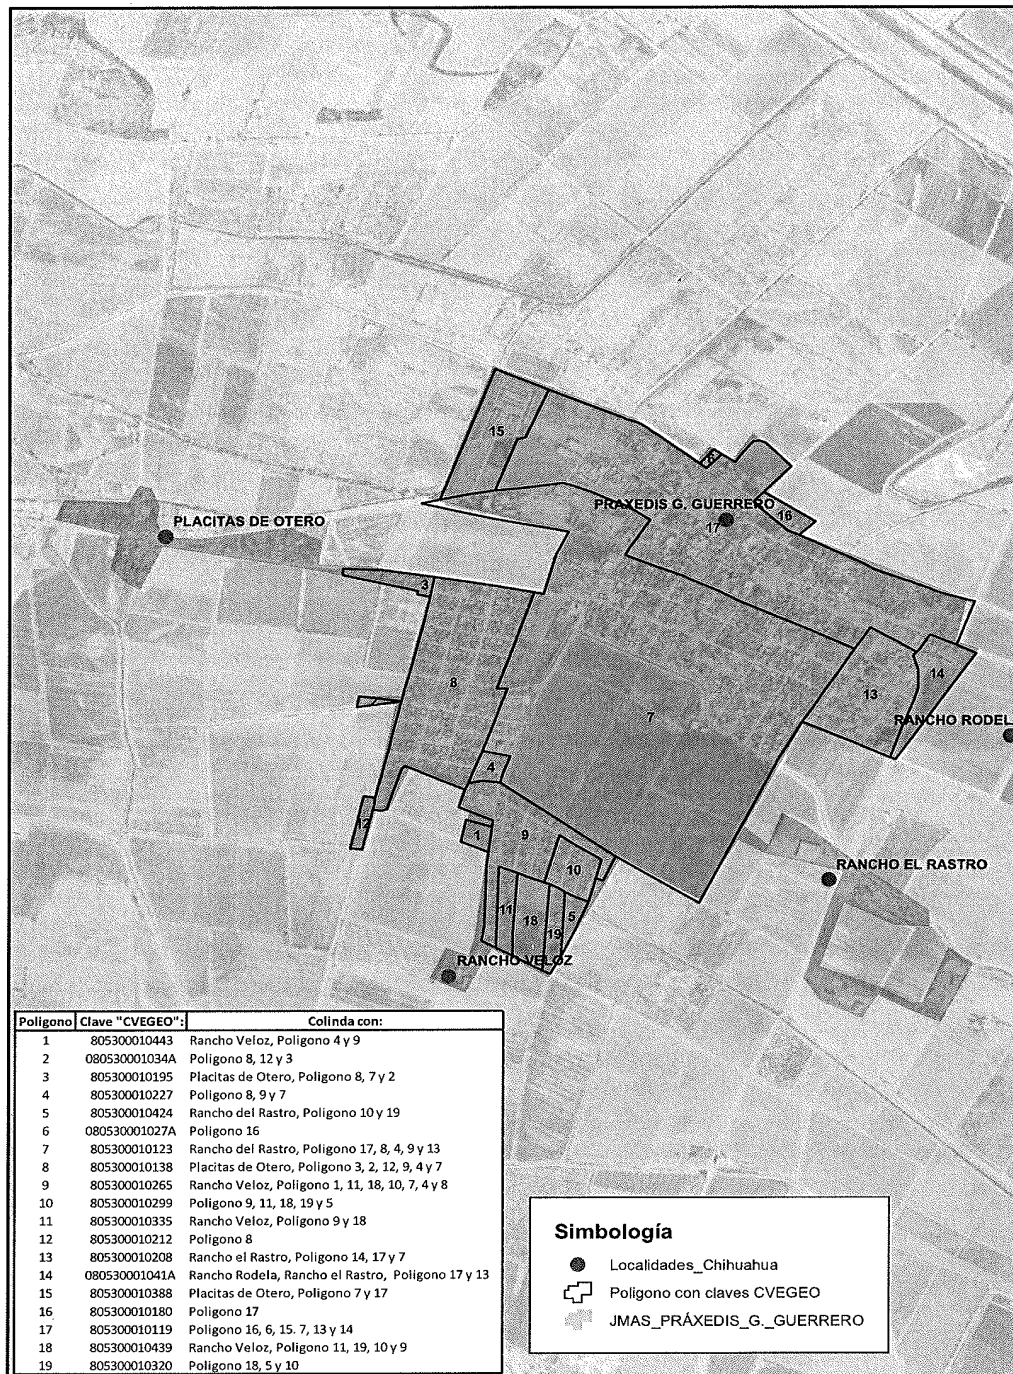 15
6
PRAXEDIS G. GUERRERO
16
17
PLACITAS DE OTERO
3
8
7
13
14
RANCHO RODEL
4
12
1
9
10
RANCHO EL RASTRO
11
18
19
5
RANCHO VELOZ
Poligono Clave "CVEGEO": Colinda con:
1 805300010443 Rancho Veloz, Poligono 4 y 9
2 080530001034A Poligono 8, 12 y 3
3 805300010195 Placitas de Otero, Poligono 8, 7 y 2
4 805300010227 Poligono 8, 9 y 7
5 805300010424 Rancho del Rastro, Poligono 10 y 19
6 080530001027A Poligono 16
7 805300010123 Rancho del Rastro, Poligono 17, 8, 4, 9 y 13
8 805300010138 Placitas de Otero, Poligono 3, 2, 12, 9, 4 y 7
9 805300010265 Rancho Veloz, Poligono 1, 11, 18, 10, 7, 4 y 8
10 805300010299 Poligono 9, 11, 18, 19 y 5
11 805300010335 Rancho Veloz, Poligono 9 y 18
12 805300010212 Poligono 8
13 805300010208 Rancho el Rastro, Poligono 14, 17 y 7
14 080530001041A Rancho Rodela, Rancho el Rastro, Poligono 17 y 13
15 805300010388 Placitas de Otero, Poligono 7 y 17
16 805300010180 Poligono 17
17 805300010119 Poligono 16, 6, 15. 7, 13 y 14
18 805300010439 Rancho Veloz, Poligono 11, 19, 10 y 9
19 805300010320 Poligono 18, 5 y 10
Simbología
Localidades_Chihuahua
Poligono con claves CVEGEO
JMAS_PRÁXEDIS_G._GUERRERO